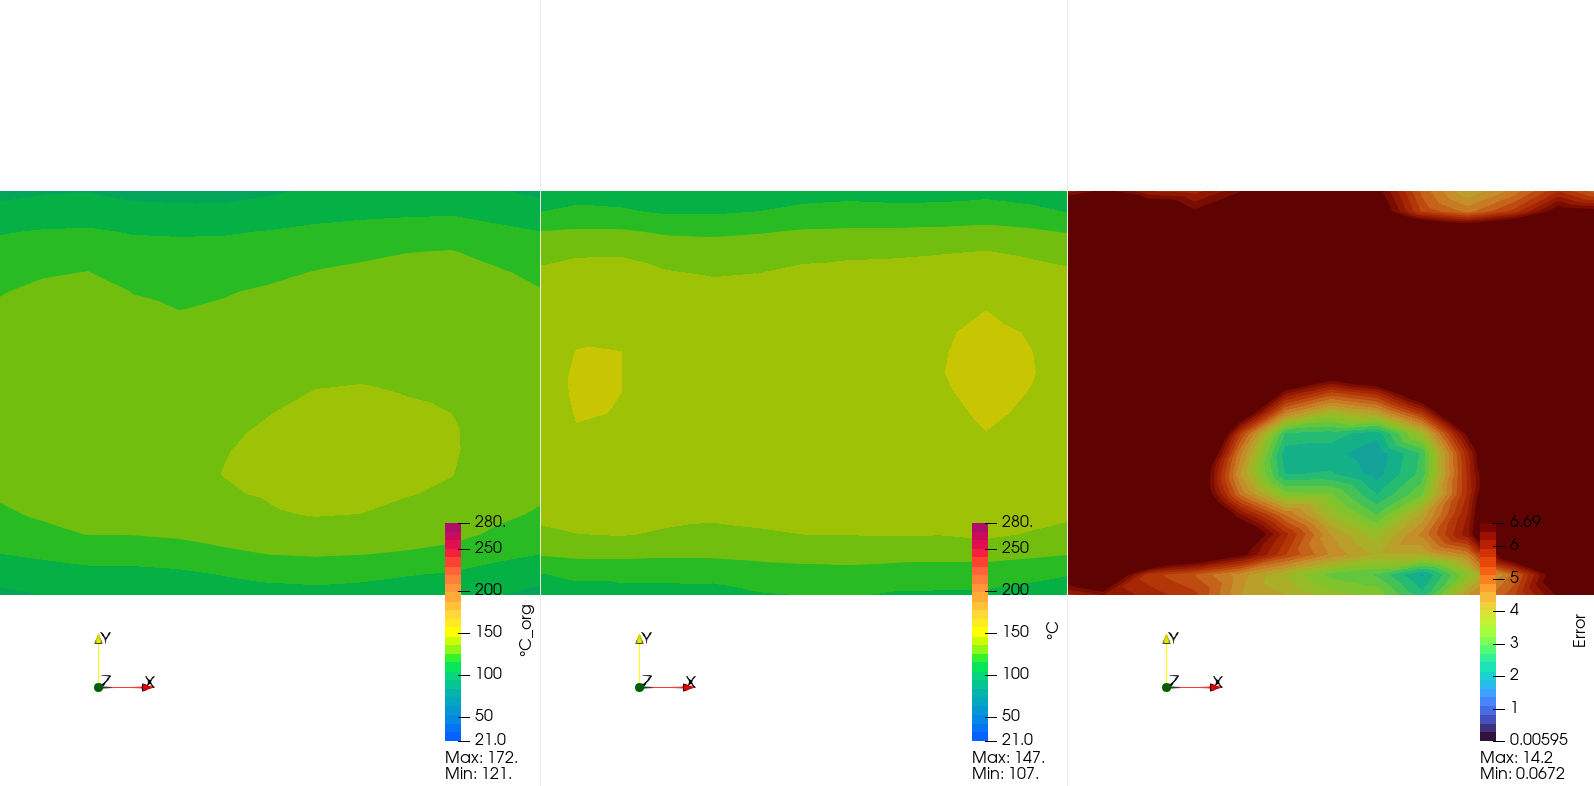 280.
250
200
150
100
50
21.0
°C_org
Max: 172.
Min: 121.
Y
Z
X
280.
250
200
150
100
50
21.0
°C
Max: 147.
Min: 107.
Y
Z
X
6.69
6
5
4
3
2
1
0.00595
Error
Max: 14.2
Min: 0.0672
Y
Z
X